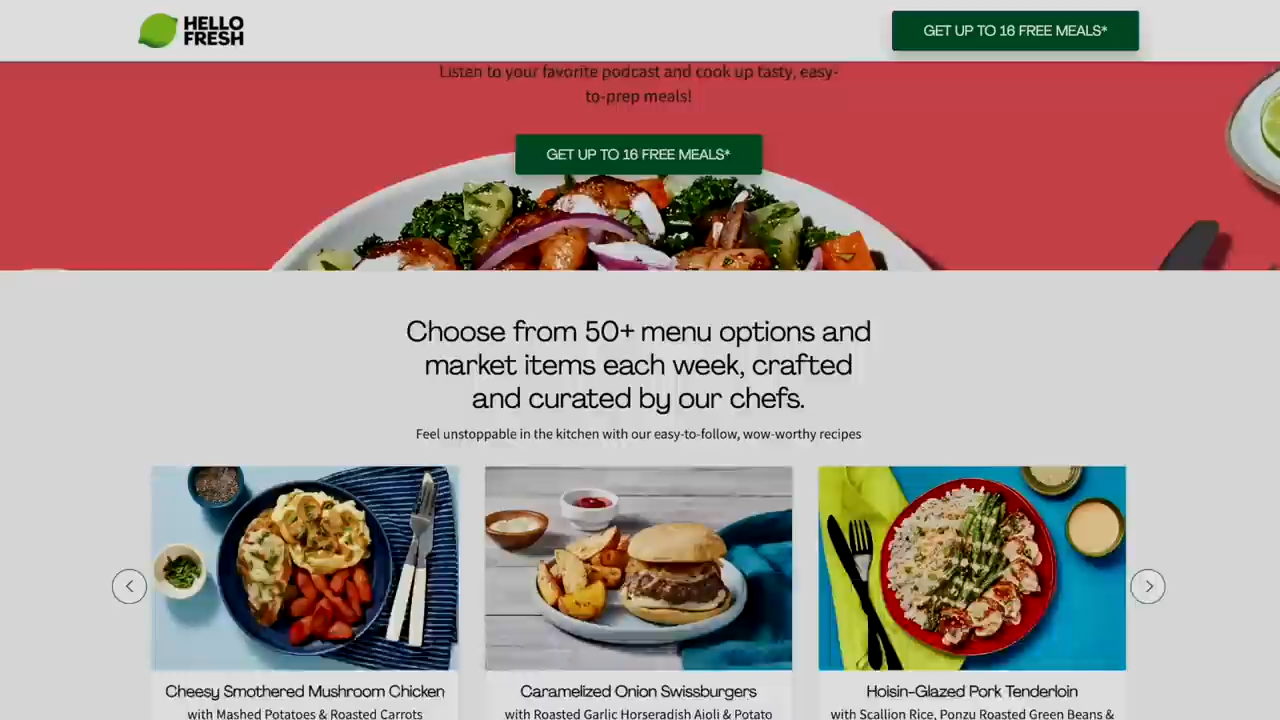 HELLO
FRESH
GET UP TO 16 FREE MEALS*
Listen to your favorite podcast and cook up tasty, easy-
to-prep meals!
GET UP TO 16 FREE MEALS*
Choose from 50+ menu options and
market items each week, crafted
and curated by our chefs.
Feel unstoppable in the kitchen with our easy-to-follow, wow-worthy recipes
Cheesy Smothered Mushroom Chicken
with Mashed Potatoes & Roasted Carrots
Caramelized Onion Swissburgers
with Roasted Garlic Horseradish Aioli & Potato
Hoisin-Glazed Pork Tenderloin
with Scallion Rice, Ponzu Roasted Green Beans &